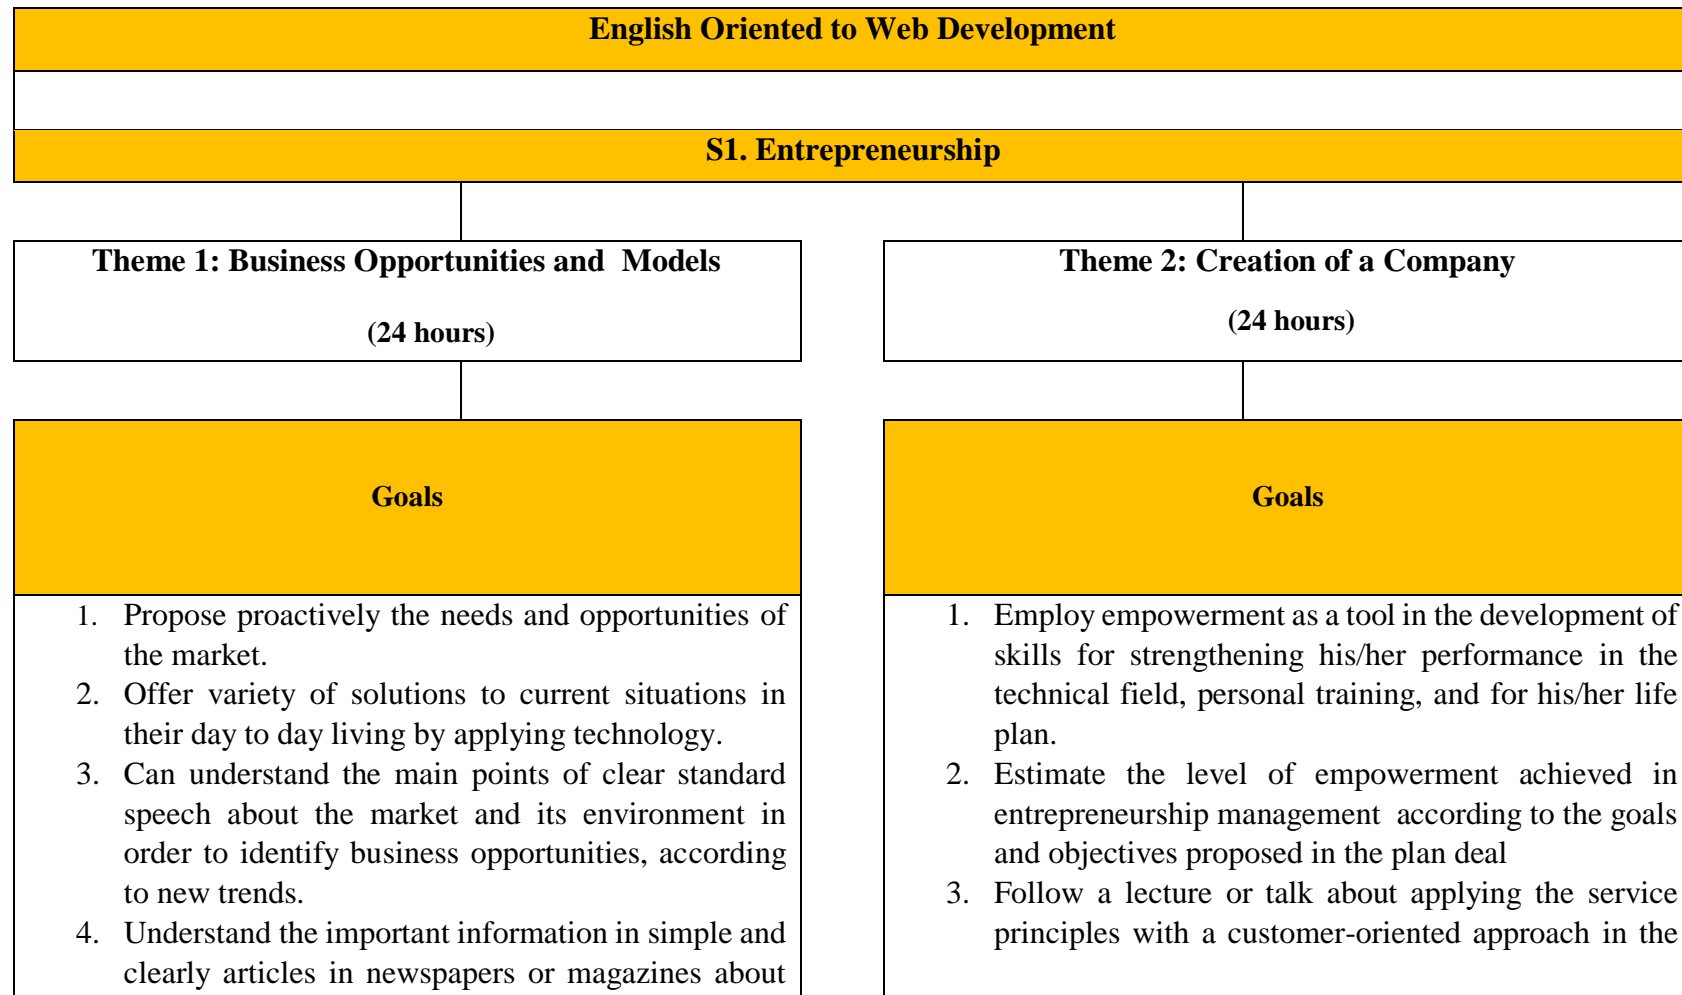 English Oriented to Web Development
S1. Entrepreneurship
Theme 1: Business Opportunities and  Models
(24 hours)
Goals
1. Propose proactively the needs and opportunities of
the market.
2. Offer variety of solutions to current situations in
their day to day living by applying technology.
3. Can understand the main points of clear standard
speech about the market and its environment in
order to identify business opportunities, according
to new trends.
4. Understand the important information in simple and
clearly articles in newspapers or magazines about
Theme 2: Creation of a Company
(24 hours)
Goals
1. Employ empowerment as a tool in the development of
skills for strengthening his/her performance in the
technical field, personal training, and for his/her life
plan.
2. Estimate the level of empowerment achieved in
entrepreneurship management  according to the goals
and objectives proposed in the plan deal
3. Follow a lecture or talk about applying the service
principles with a customer-oriented approach in the